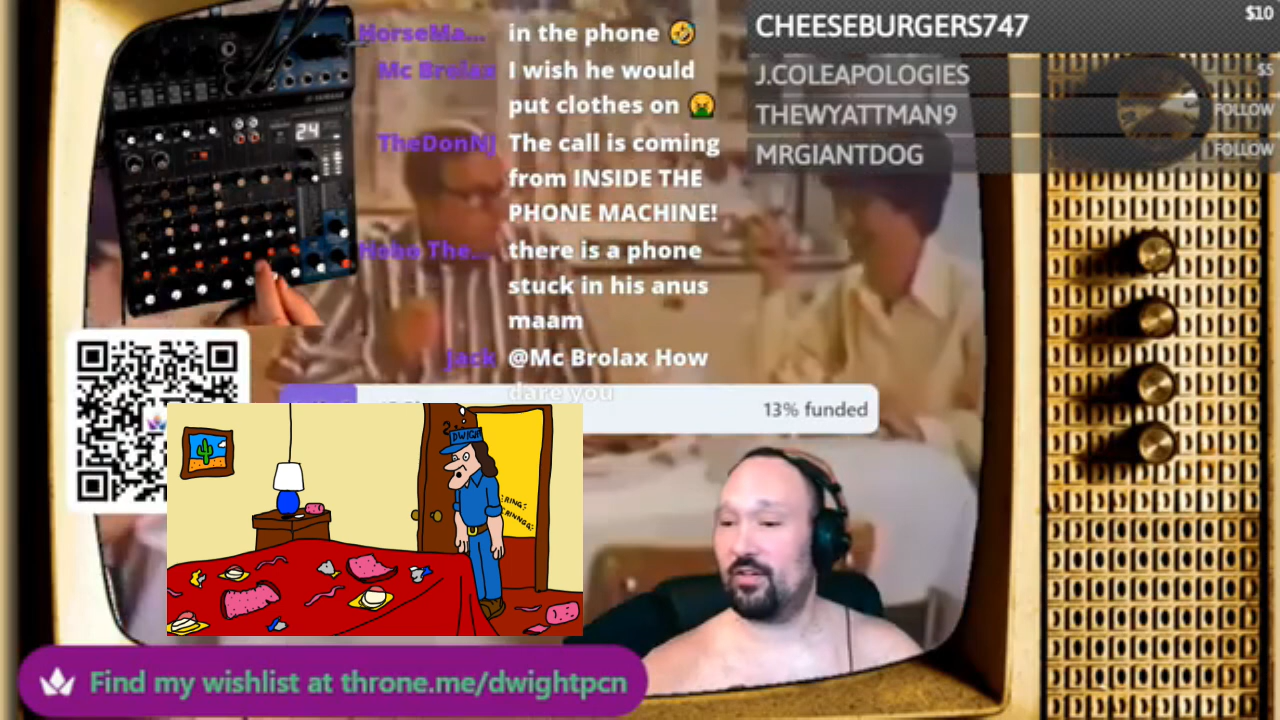 HorseMa... in the phone 🤣
Mc Brolax I wish he would
put clothes on 🤮
TheDonNJ The call is coming
from INSIDE THE
PHONE MACHINE!
Hobo The... there is a phone
stuck in his anus
maam
Jack @Mc Brolax How
dare you
CHEESEBURGERS747 $10
J.COLEAPOLOGIES $5
THEWYATTMAN9 FOLLOW
MRGIANTDOG FOLLOW
YAMAHA
24
13% funded
DWIGHT
RING
RINNGG
Find my wishlist at throne.me/dwightpcn